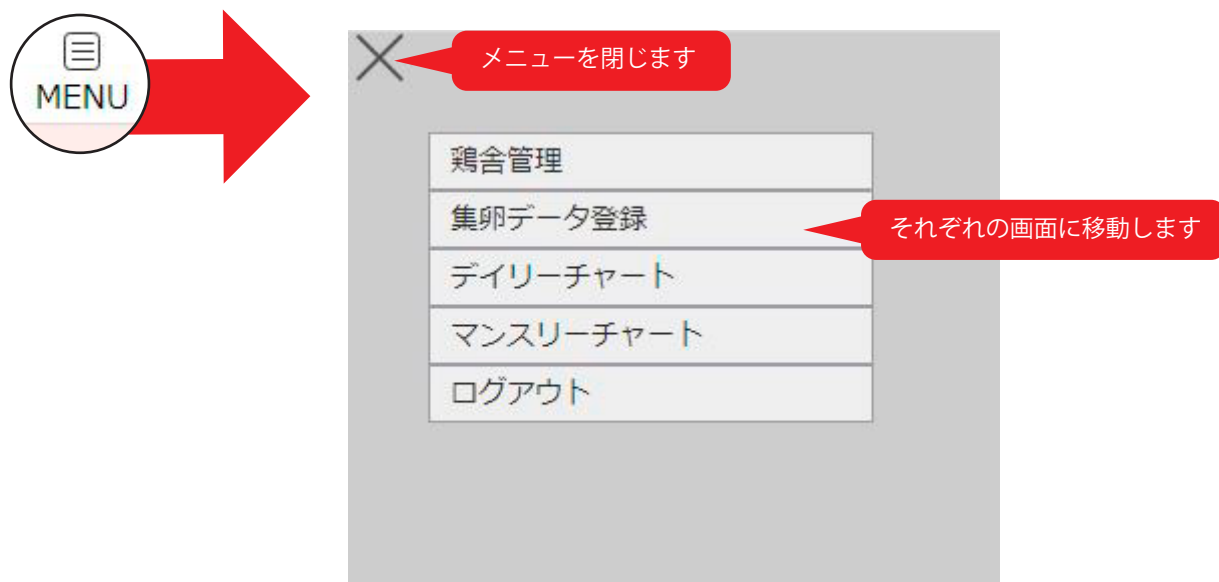 MENU
メニューを閉じます
鶏舎管理
集卵データ登録
それぞれの画面に移動します
デイリーチャート
マンスリーチャート
ログアウト